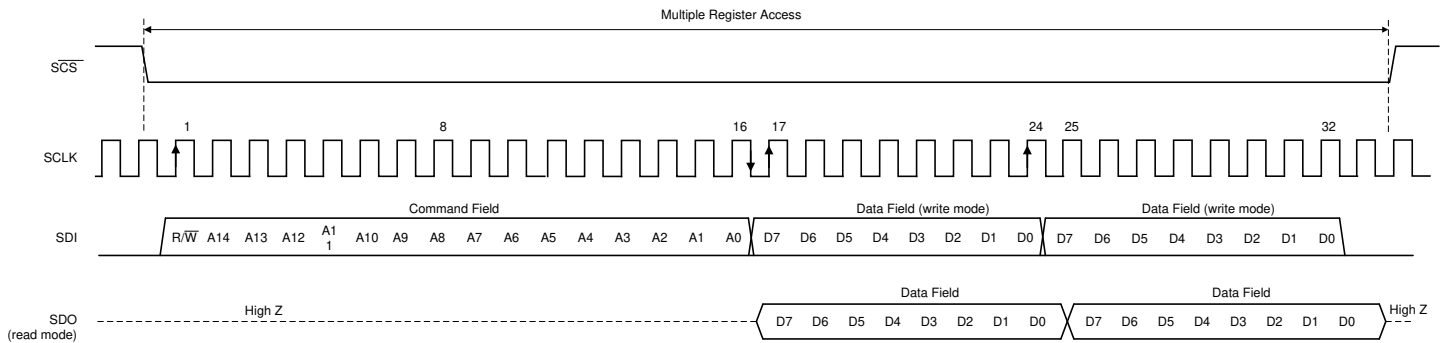 Multiple Register Access
SCS
1 8 16 17 24 25 32
SCLK
Command Field Data Field (write mode) Data Field (write mode)
SDI R/W A14 A13 A12 A1 A10 A9 A8 A7 A6 A5 A4 A3 A2 A1 A0 D7 D6 D5 D4 D3 D2 D1 D0 D7 D6 D5 D4 D3 D2 D1 D0
1
Data Field Data Field
High Z High Z
SDO D7 D6 D5 D4 D3 D2 D1 D0 D7 D6 D5 D4 D3 D2 D1 D0
(read mode)